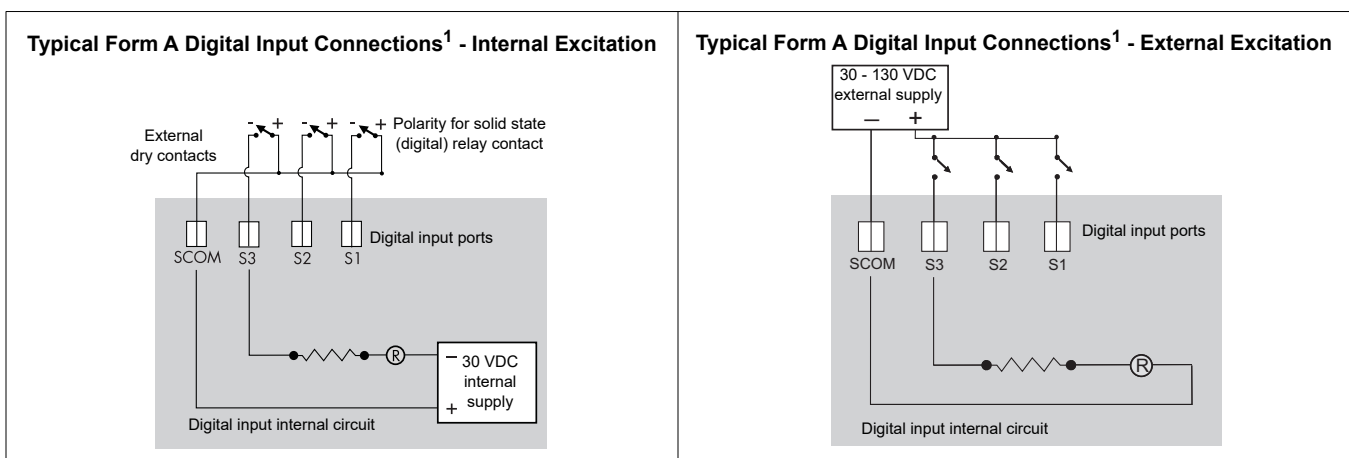 Typical Form A Digital Input Connections1 - Internal Excitation
External
dry contacts
- + - + - +
Polarity for solid state
(digital) relay contact
Digital input ports
SCOM S3 S2 S1
R
− 30 VDC
internal
supply
+
Digital input internal circuit
Typical Form A Digital Input Connections1 - External Excitation
30 - 130 VDC
external supply
− +
Digital input ports
SCOM S3 S2 S1
R
Digital input internal circuit